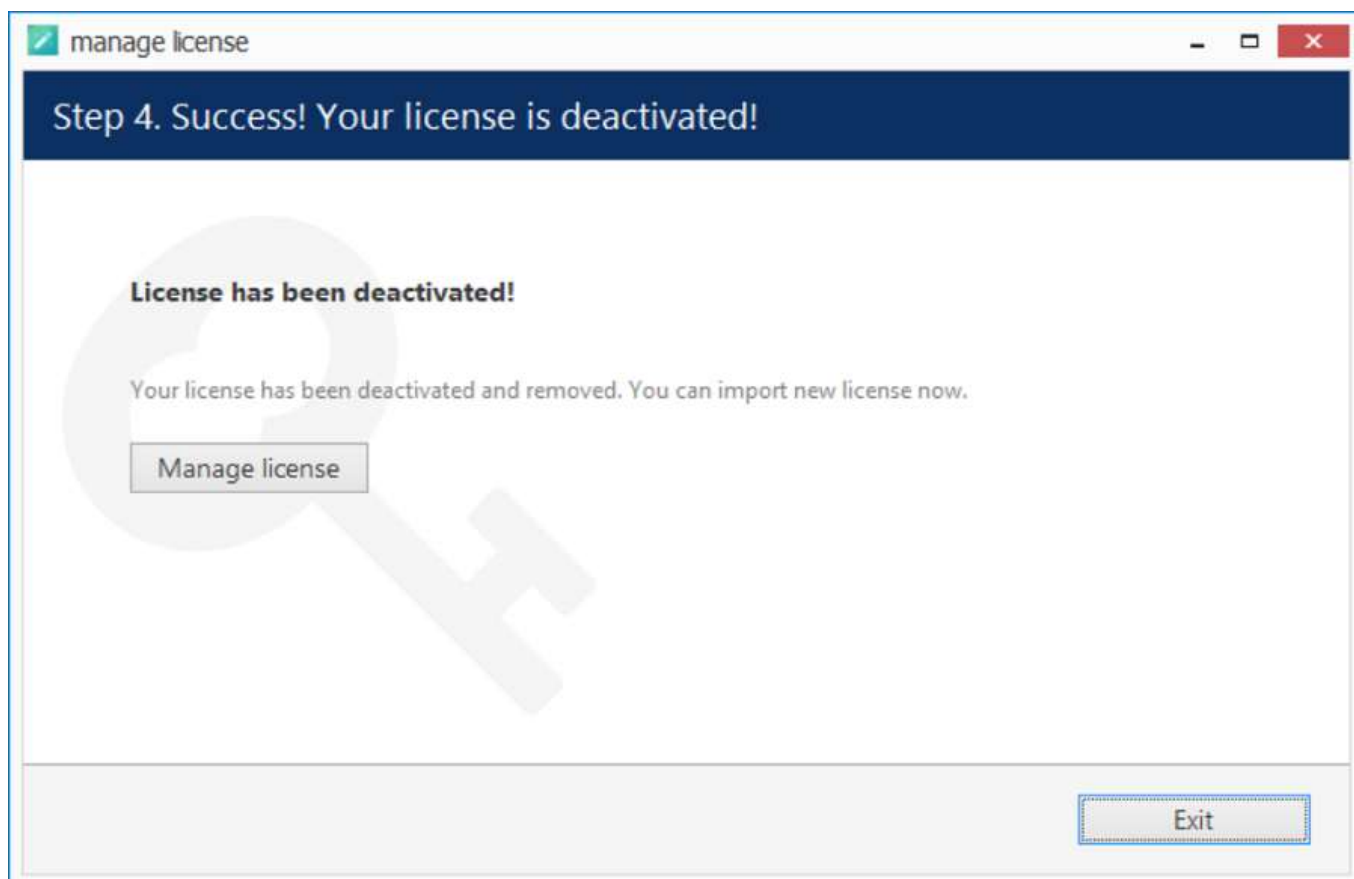 manage license
Step 4. Success! Your license is deactivated!
License has been deactivated!
Your license has been deactivated and removed. You can import new license now.
Manage license
Exit